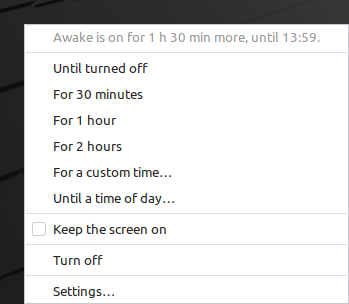 Awake is on for 1 h 30 min more, until 13:59.
Until turned off
For 30 minutes
For 1 hour
For 2 hours
For a custom time…
Until a time of day…
Keep the screen on
Turn off
Settings…